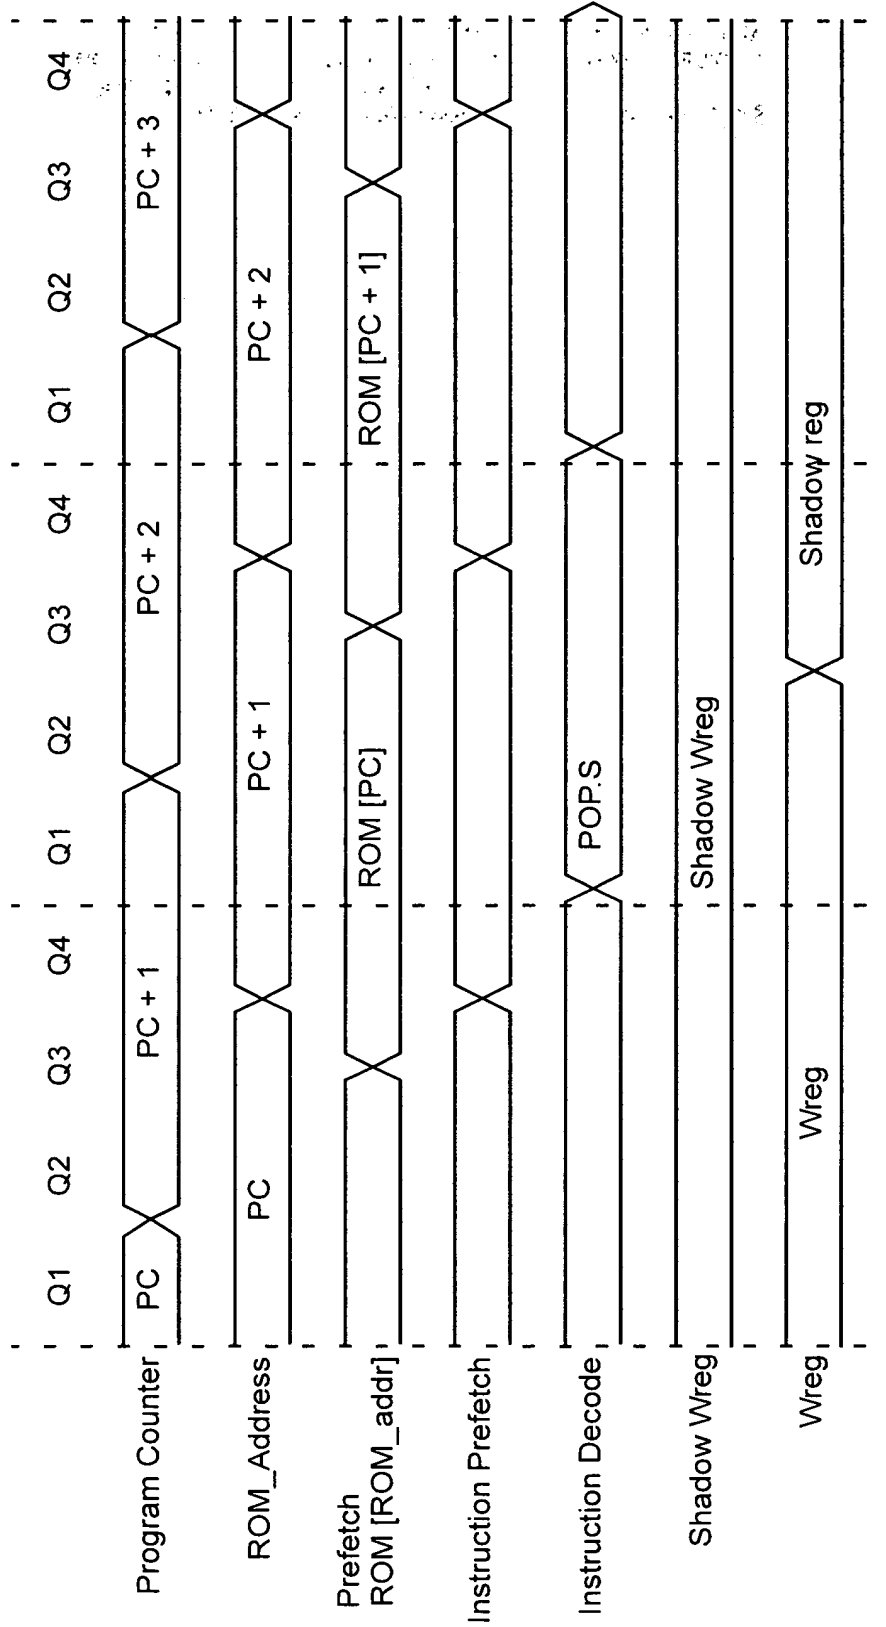 Q1 Q2 Q3 Q4 Q1 Q2 Q3 Q4 Q1 Q2 Q3 Q4
Program Counter PC PC + 1 PC + 2 PC + 3
ROM_Address PC PC + 1 PC + 2
Prefetch
ROM [ROM_addr] ROM [PC] ROM [PC + 1]
Instruction Prefetch
Instruction Decode POP.S
Shadow Wreg Shadow Wreg
Wreg Wreg Shadow reg